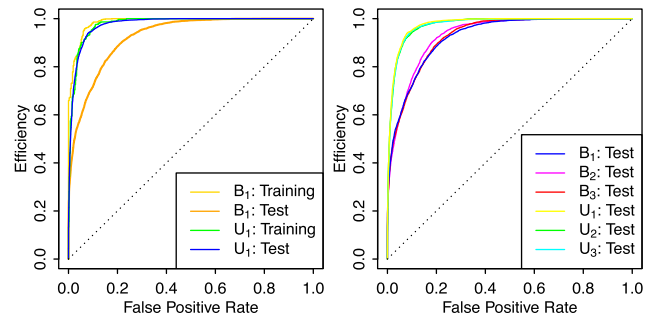 Efficiency
0.0 0.2 0.4 0.6 0.8 1.0
B₁: Training
B₁: Test
U₁: Training
U₁: Test
0.0 0.2 0.4 0.6 0.8 1.0
False Positive Rate
Efficiency
0.0 0.2 0.4 0.6 0.8 1.0
B₁: Test
B₂: Test
B₃: Test
U₁: Test
U₂: Test
U₃: Test
0.0 0.2 0.4 0.6 0.8 1.0
False Positive Rate